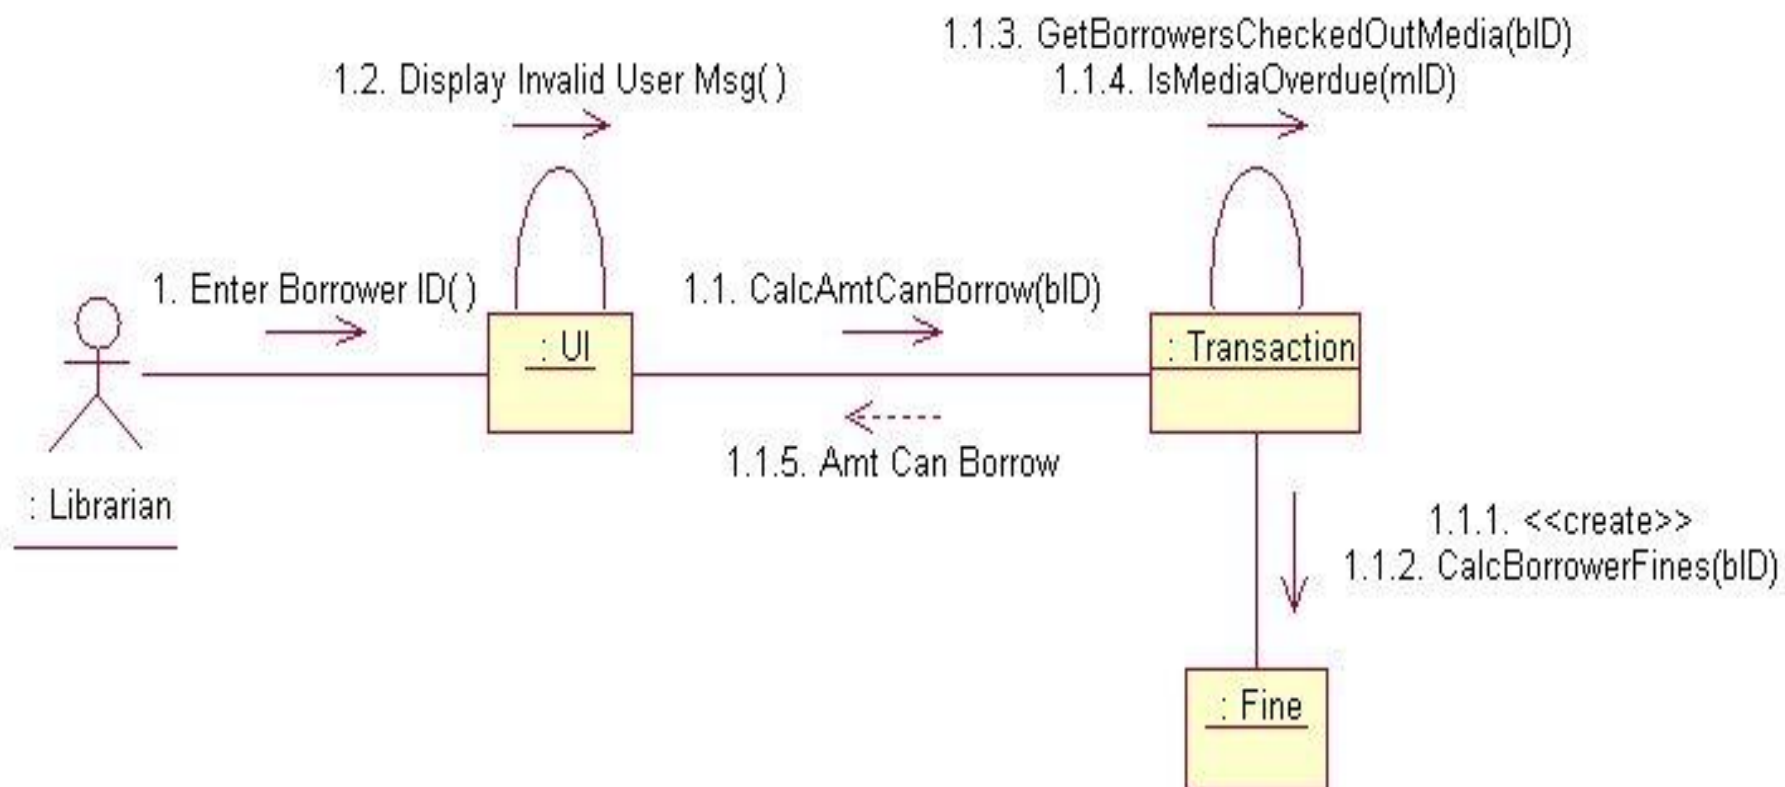 1.1.3. GetBorrowersCheckedOutMedia(bID)
1.2. Display Invalid User Msg( )
1.1.4. IsMediaOverdue(mID)
1. Enter Borrower ID( )
1.1. CalcAmtCanBorrow(bID)
: UI
: Transaction
1.1.5. Amt Can Borrow
: Librarian
1.1.1. <<create>>
1.1.2. CalcBorrowerFines(bID)
: Fine